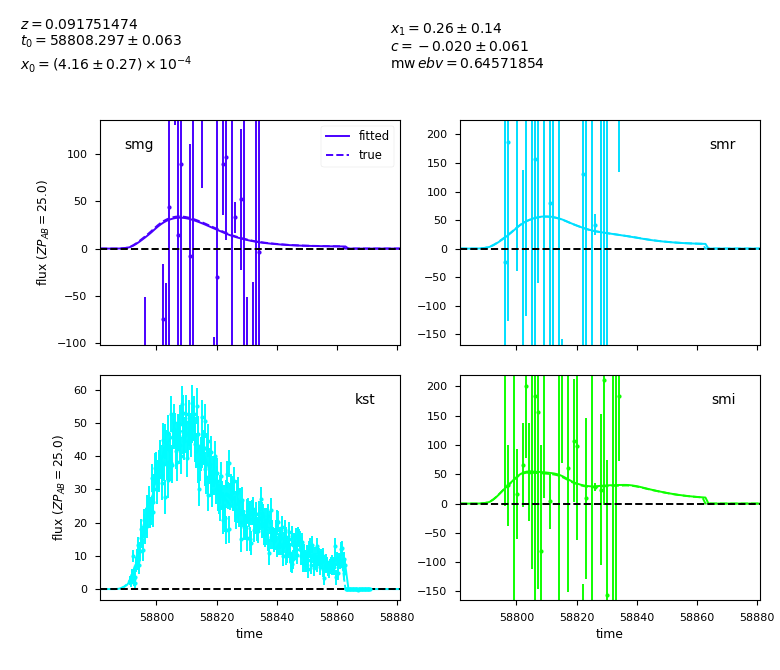 z = 0.091751474
t₀ = 58808.297 ± 0.063
x₀ = (4.16 ± 0.27) × 10⁻⁴
x₁ = 0.26 ± 0.14
c = −0.020 ± 0.061
mw ebv = 0.64571854
smg
fitted
true
100
50
0
−50
−100
flux (ZP_AB = 25.0)
smr
200
150
100
50
0
−50
−100
−150
kst
60
50
40
30
20
10
0
flux (ZP_AB = 25.0)
58800 58820 58840 58860 58880
time
smi
200
150
100
50
0
−50
−100
−150
58800 58820 58840 58860 58880
time